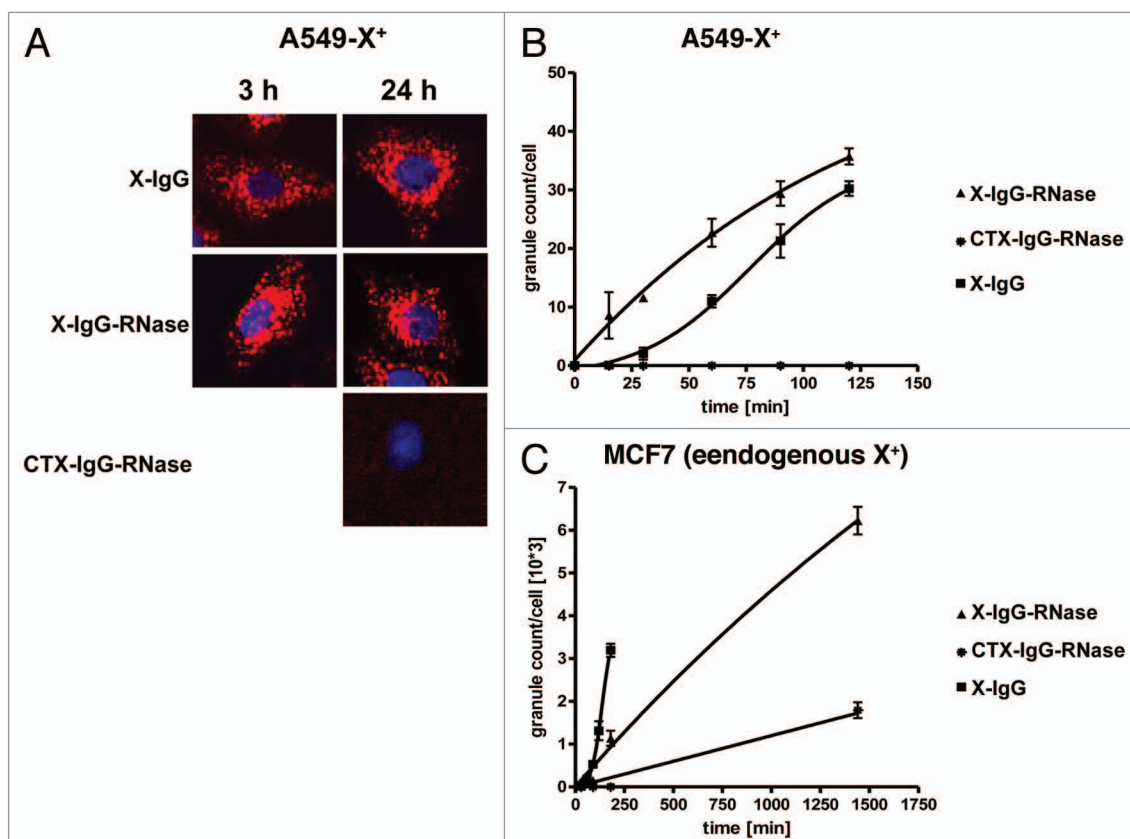 A
A549-X⁺
3 h
24 h
X-IgG
X-IgG-RNase
CTX-IgG-RNase
B
A549-X⁺
granule count/cell
50
40
30
20
10
0
0 25 50 75 100 125 150
time [min]
X-IgG-RNase
CTX-IgG-RNase
X-IgG
C
MCF7 (eendogenous X⁺)
granule count/cell [10*3]
7
6
5
4
3
2
1
0
0 250 500 750 1000 1250 1500 1750
time [min]
X-IgG-RNase
CTX-IgG-RNase
X-IgG